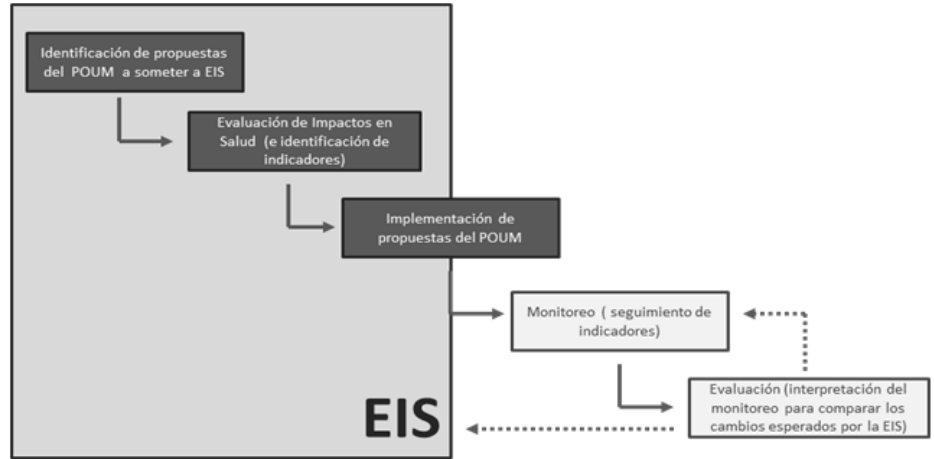 Identificación de propuestas
del POUM a someter a EIS
Evaluación de Impactos en
Salud (e identificación de
indicadores)
Implementación de
propuestas del POUM
Monitoreo ( seguimiento de
indicadores)
Evaluación (interpretación del
monitoreo para comparar los
cambios esperados por la EIS)
EIS